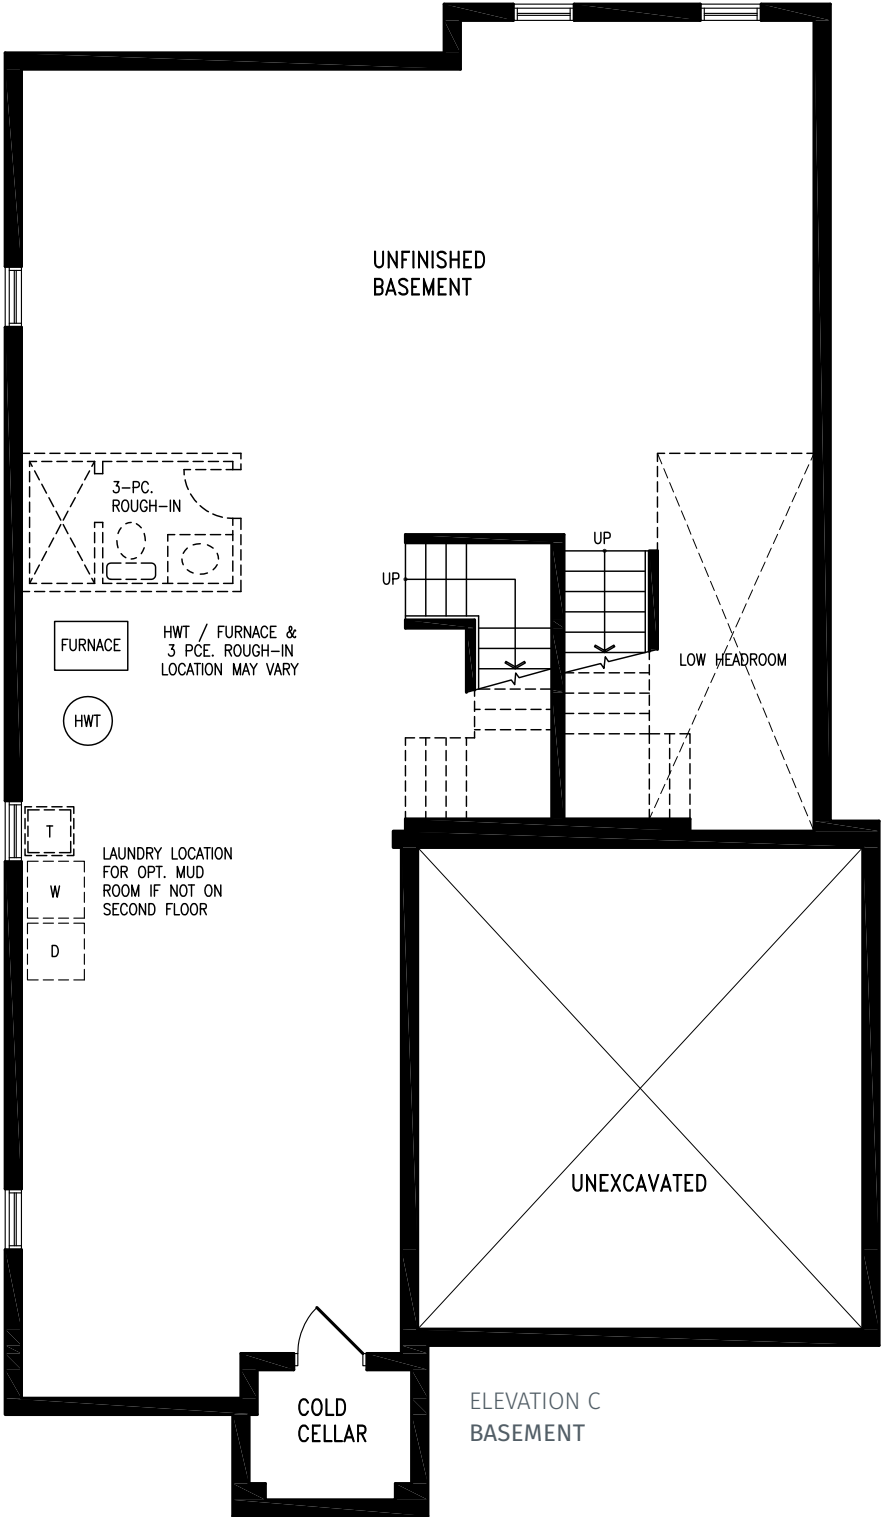 UNFINISHED
BASEMENT
3-PC.
ROUGH-IN
UP
UP
FURNACE
HWT / FURNACE &
3 PCE. ROUGH-IN
LOCATION MAY VARY
LOW HEADROOM
HWT
T
W
D
LAUNDRY LOCATION
FOR OPT. MUD
ROOM IF NOT ON
SECOND FLOOR
UNEXCAVATED
COLD
CELLAR
ELEVATION C
BASEMENT